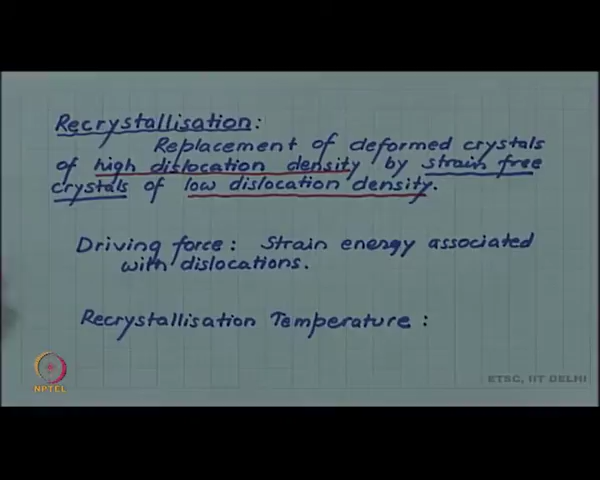 Recrystallisation:
Replacement of deformed crystals
of high dislocation density by strain free
crystals of low dislocation density.
Driving force: Strain energy associated
with dislocations.
Recrystallisation Temperature:
NPTEL
ETSC, IIT DELHI